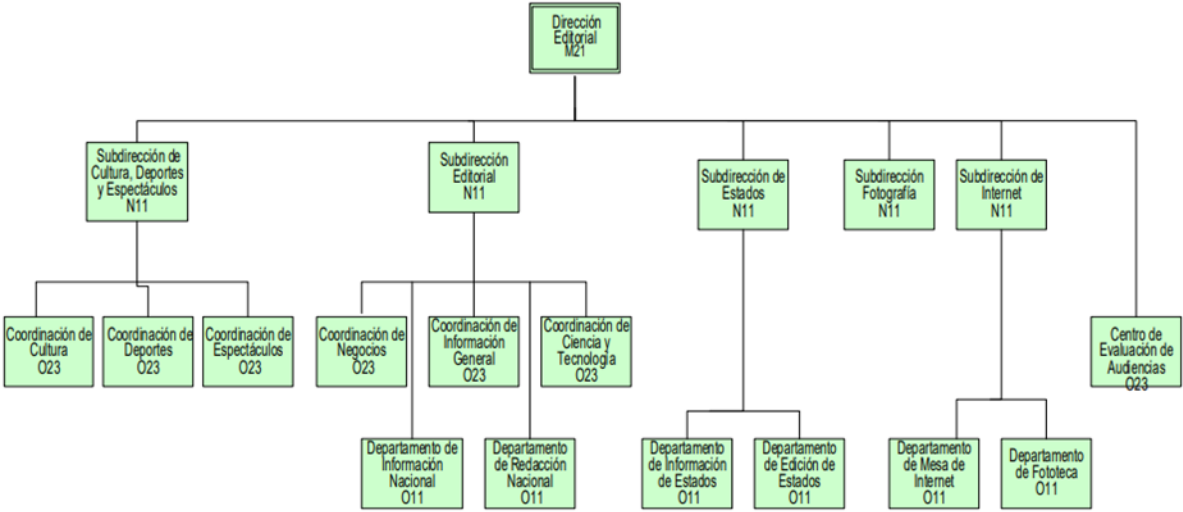 Dirección
Editorial
M21
Subdirección de
Cultura, Deportes
y Espectáculos
N11
Subdirección
Editorial
N11
Subdirección de
Estados
N11
Subdirección
Fotografía
N11
Subdirección de
Internet
N11
Coordinación de
Cultura
O23
Coordinación de
Deportes
O23
Coordinación de
Espectáculos
O23
Coordinación de
Negocios
O23
Coordinación de
Información
General
O23
Coordinación de
Ciencia y
Tecnología
O23
Centro de
Evaluación de
Audiencias
O23
Departamento de
Información
Nacional
O11
Departamento
de Redacción
Nacional
O11
Departamento
de Información
de Estados
O11
Departamento
de Edición de
Estados
O11
Departamento
de Mesa de
Internet
O11
Departamento
de Fototeca
O11